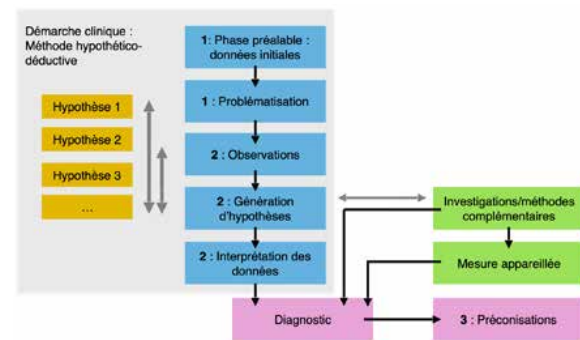 Démarche clinique :
Méthode hypothético-
déductive
Hypothèse 1
Hypothèse 2
Hypothèse 3
...
1: Phase préalable :
données initiales
1 : Problématisation
2 : Observations
2 : Génération
d'hypothèses
2 : Interprétation des
données
Investigations/méthodes
complémentaires
Mesure appareillée
Diagnostic
3 : Préconisations